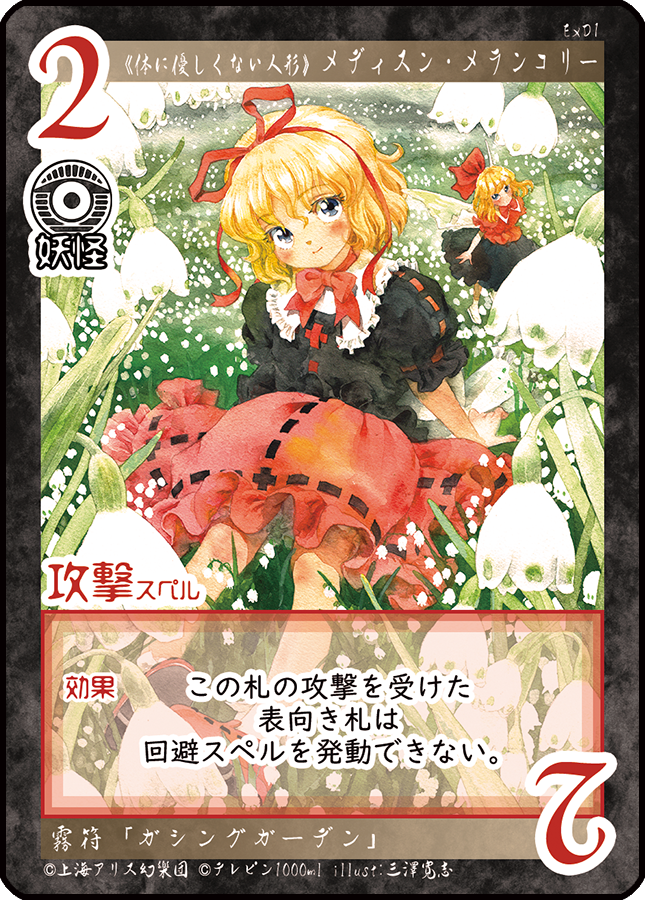 ExD1
2
《体に優しくない人形》メディスン・メランコリー
妖怪
攻撃スペル
効果
この札の攻撃を受けた
表向き札は
回避スペルを発動できない。
2
霧符「ガシングガーデン」
©上海アリス幻樂団 ©テレピン1000ml illust:三澤寛志